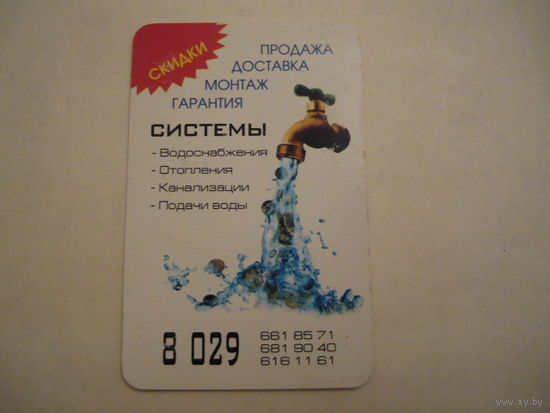 СКИДКИ
ПРОДАЖА
ДОСТАВКА
МОНТАЖ
ГАРАНТИЯ
СИСТЕМЫ
- Водоснабжения
- Отопления
- Канализации
- Подачи воды
8 029
661 85 71
681 90 40
616 11 61
© www.ay.by